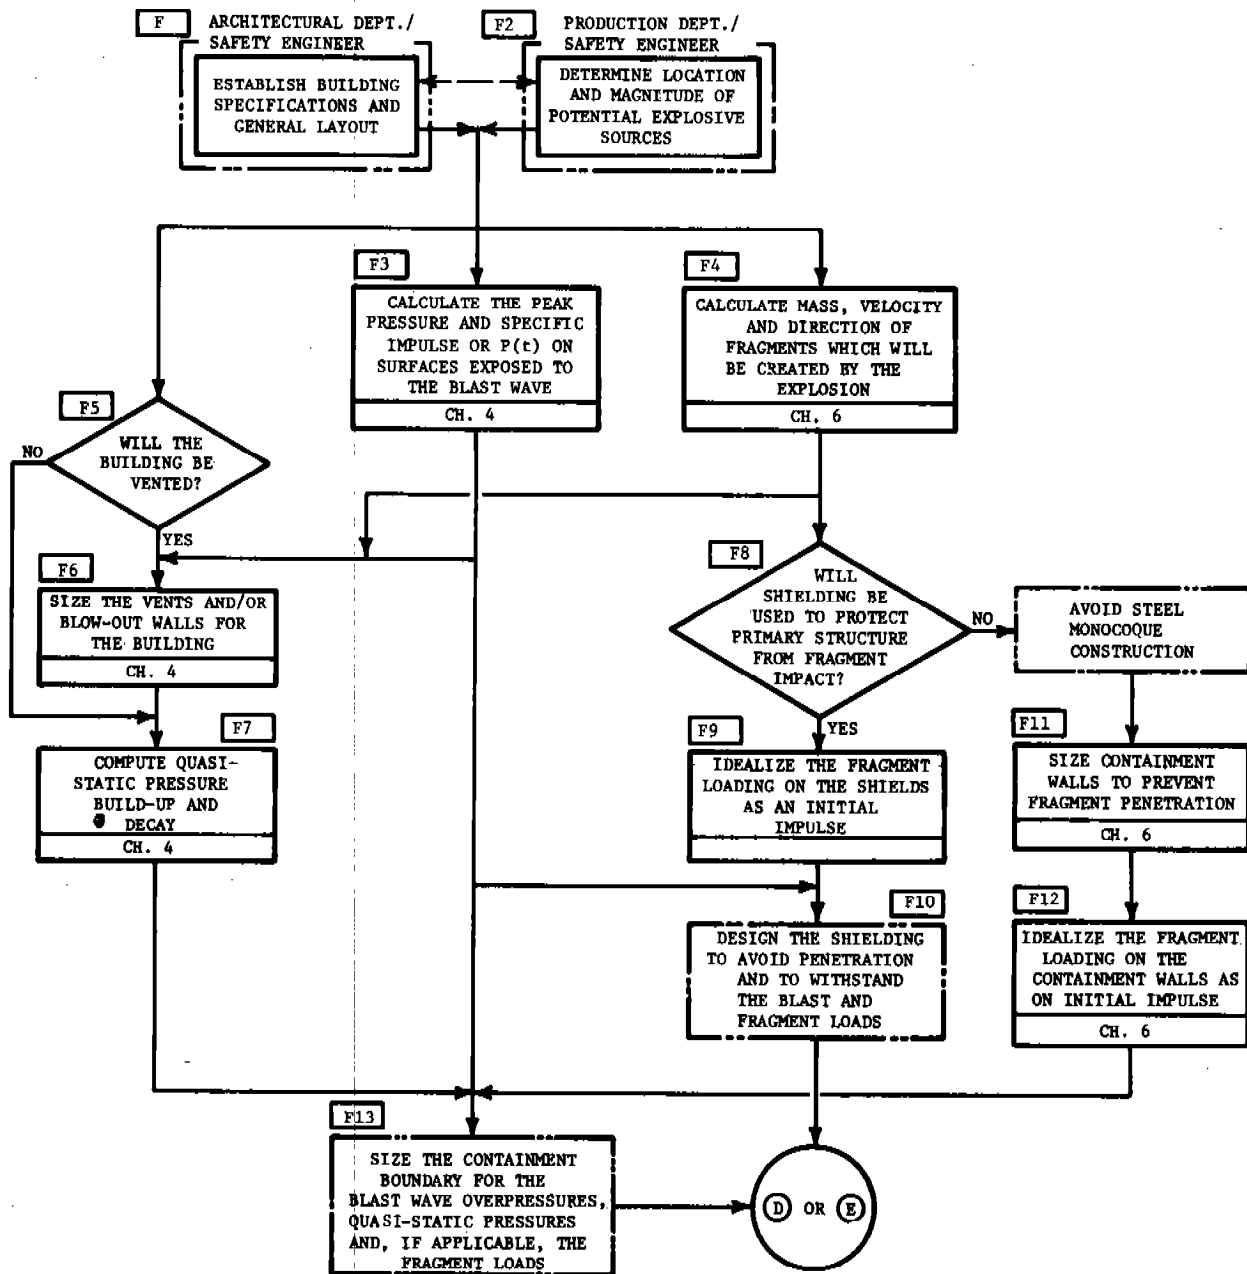 F
ARCHITECTURAL DEPT./
SAFETY ENGINEER
ESTABLISH BUILDING
SPECIFICATIONS AND
GENERAL LAYOUT
F2
PRODUCTION DEPT./
SAFETY ENGINEER
DETERMINE LOCATION
AND MAGNITUDE OF
POTENTIAL EXPLOSIVE
SOURCES
F3
CALCULATE THE PEAK
PRESSURE AND SPECIFIC
IMPULSE OR P(t) ON
SURFACES EXPOSED TO
THE BLAST WAVE
CH. 4
F4
CALCULATE MASS, VELOCITY
AND DIRECTION OF
FRAGMENTS WHICH WILL
BE CREATED BY THE
EXPLOSION
CH. 6
F5
WILL THE
BUILDING BE
VENTED?
NO
YES
F6
SIZE THE VENTS AND/OR
BLOW-OUT WALLS FOR
THE BUILDING
CH. 4
F7
COMPUTE QUASI-
STATIC PRESSURE
BUILD-UP AND
DECAY
CH. 4
F8
WILL
SHIELDING BE
USED TO PROTECT
PRIMARY STRUCTURE
FROM FRAGMENT
IMPACT?
NO
YES
AVOID STEEL
MONOCOQUE
CONSTRUCTION
F9
IDEALIZE THE FRAGMENT
LOADING ON THE SHIELDS
AS AN INITIAL
IMPULSE
F11
SIZE CONTAINMENT
WALLS TO PREVENT
FRAGMENT PENETRATION
CH. 6
F10
DESIGN THE SHIELDING
TO AVOID PENETRATION
AND TO WITHSTAND
THE BLAST AND
FRAGMENT LOADS
F12
IDEALIZE THE FRAGMENT
LOADING ON THE
CONTAINMENT WALLS AS
ON INITIAL IMPULSE
CH. 6
F13
SIZE THE CONTAINMENT
BOUNDARY FOR THE
BLAST WAVE OVERPRESSURES,
QUASI-STATIC PRESSURES
AND, IF APPLICABLE, THE
FRAGMENT LOADS
D OR E